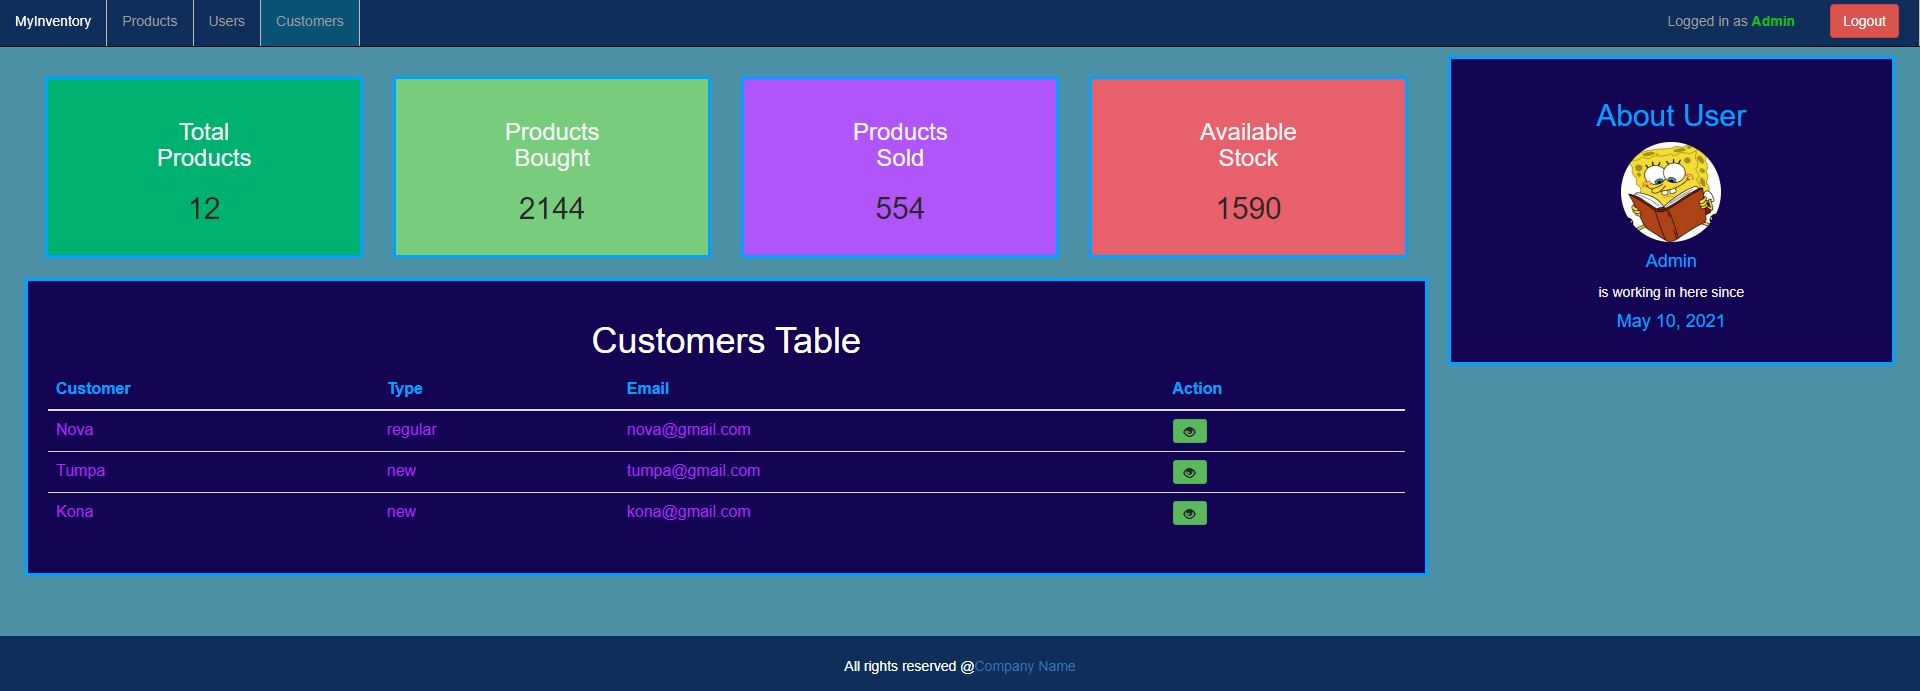 MyInventory Products Users Customers Logged in as Admin Logout
Total
Products
12
Products
Bought
2144
Products
Sold
554
Available
Stock
1590
About User
Admin
is working in here since
May 10, 2021
Customers Table
Customer Type Email Action
Nova regular nova@gmail.com
Tumpa new tumpa@gmail.com
Kona new kona@gmail.com
All rights reserved @Company Name